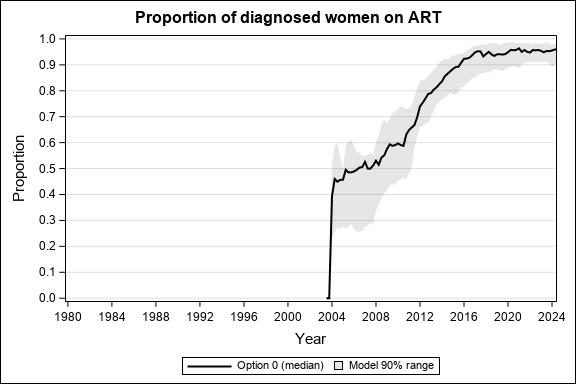 Proportion of diagnosed women on ART
1.0
0.9
0.8
0.7
0.6
0.5
0.4
0.3
0.2
0.1
0.0
Proportion
1980 1984 1988 1992 1996 2000 2004 2008 2012 2016 2020 2024
Year
Option 0 (median) Model 90% range